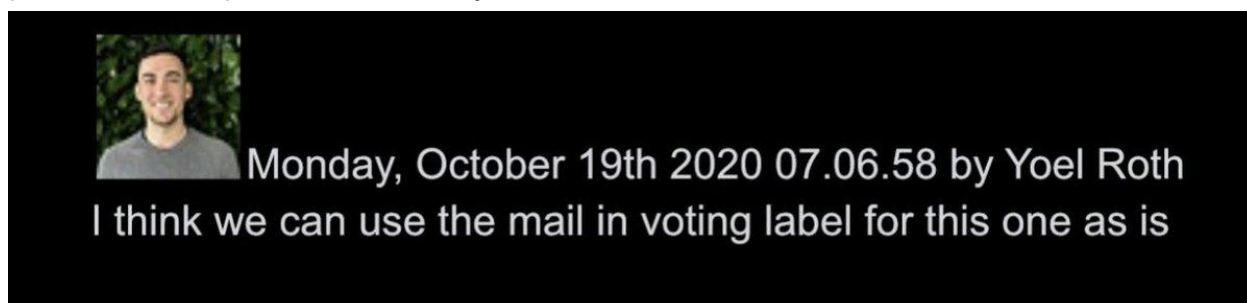 Monday, October 19th 2020 07.06.58 by Yoel Roth
I think we can use the mail in voting label for this one as is